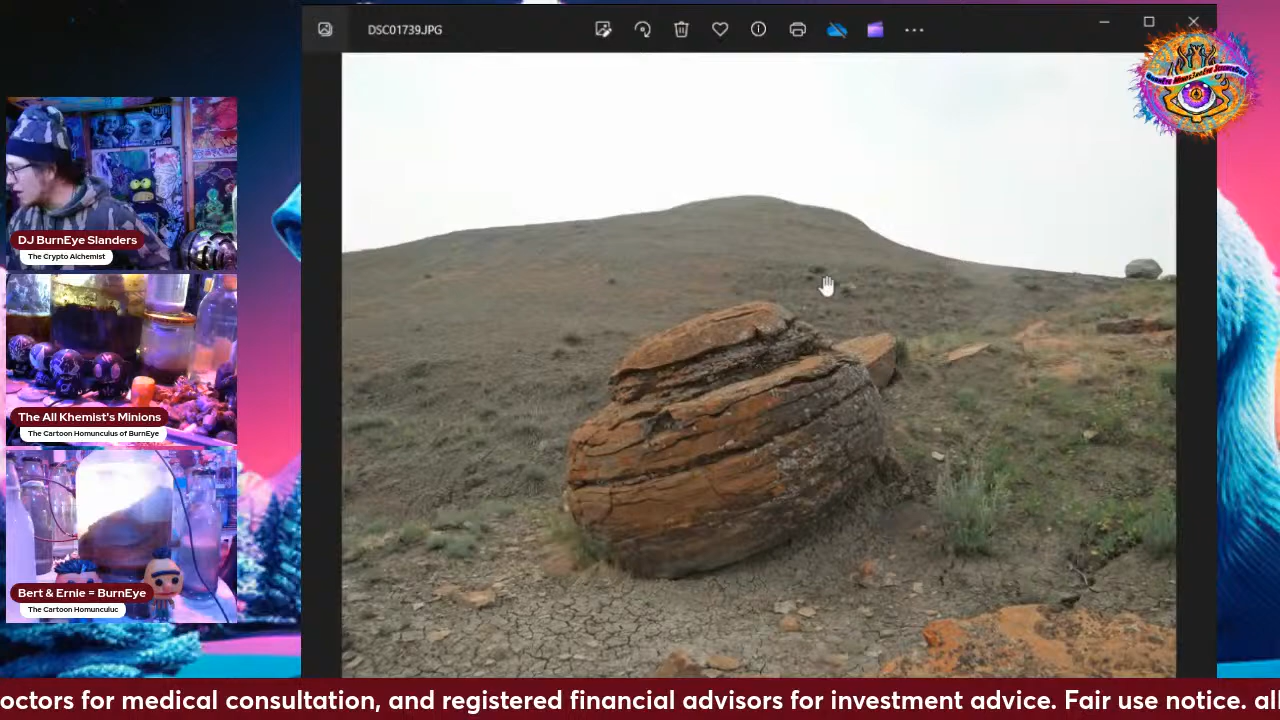 DSC01739.JPG
DJ BurnEye Slanders
The Crypto Alchemist
The All Khemist's Minions
The Cartoon Homunculus of BurnEye
Bert & Ernie = BurnEye
The Cartoon Homunculuc
octors for medical consultation, and registered financial advisors for investment advice. Fair use notice. all